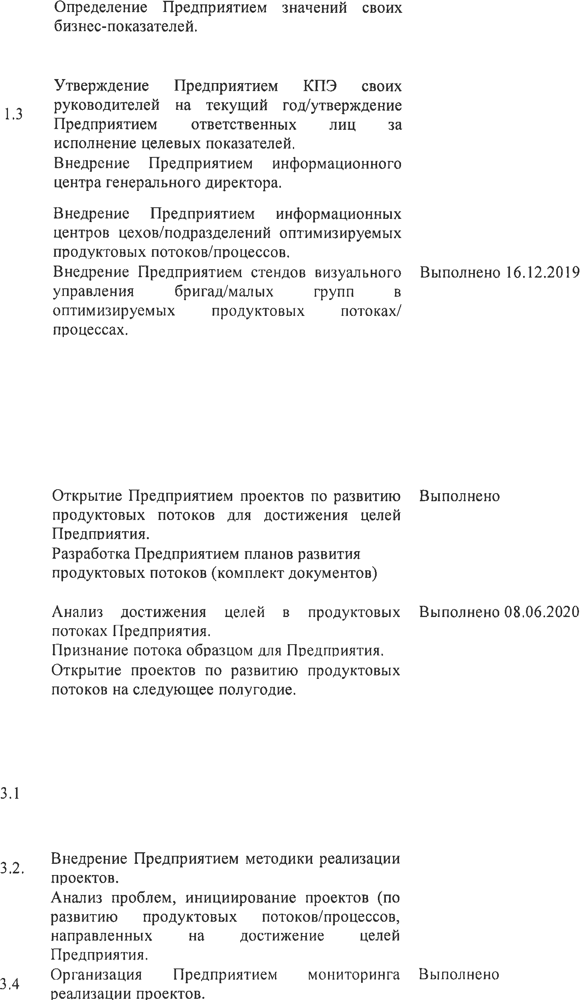 Определение Предприятием значений своих
бизнес-показателей.
1.3
Утверждение Предприятием КПЭ своих
руководителей на текущий год/утверждение
Предприятием ответственных лиц за
исполнение целевых показателей.
Внедрение Предприятием информационного
центра генерального директора.
Внедрение Предприятием информационных
центров цехов/подразделений оптимизируемых
продуктовых потоков/процессов.
Внедрение Предприятием стендов визуального Выполнено 16.12.2019
управления бригад/малых групп в
оптимизируемых продуктовых потоках/
процессах.
Открытие Предприятием проектов по развитию Выполнено
продуктовых потоков для достижения целей
Предприятия.
Разработка Предприятием планов развития
продуктовых потоков (комплект документов)
Анализ достижения целей в продуктовых Выполнено 08.06.2020
потоках Предприятия.
Признание потока образцом для Предприятия.
Открытие проектов по развитию продуктовых
потоков на следующее полугодие.
3.1
3.2.
Внедрение Предприятием методики реализации
проектов.
Анализ проблем, инициирование проектов (по
развитию продуктовых потоков/процессов,
направленных на достижение целей
Предприятия.
3.4
Организация Предприятием мониторинга Выполнено
реализации проектов.